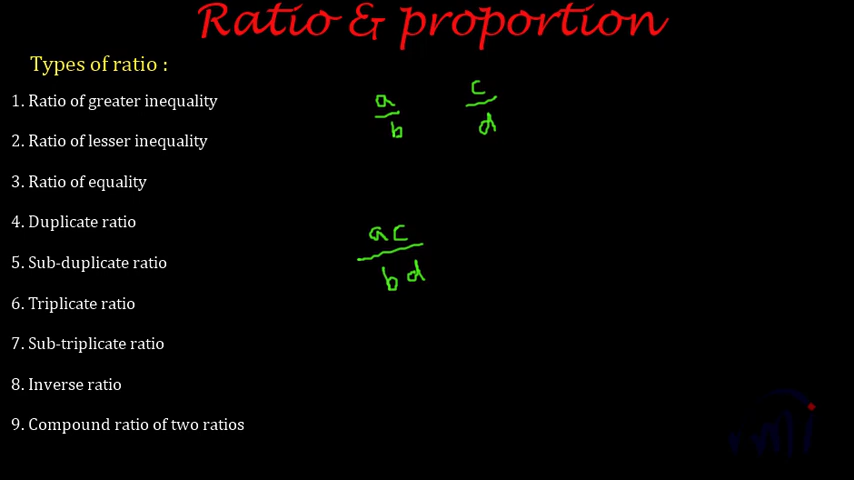 Ratio & proportion
Types of ratio :
1. Ratio of greater inequality
2. Ratio of lesser inequality
3. Ratio of equality
4. Duplicate ratio
5. Sub-duplicate ratio
6. Triplicate ratio
7. Sub-triplicate ratio
8. Inverse ratio
9. Compound ratio of two ratios
a c
b d
ac
bd